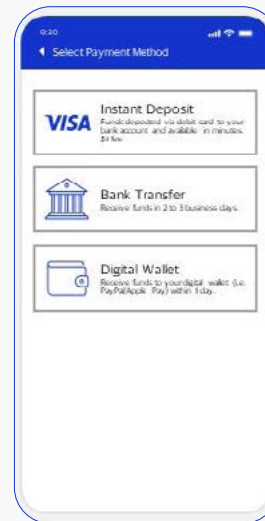 9:30
Select Payment Method
VISA
Instant Deposit
Funds deposited via debit card to your
bank account and available in minutes.
fee
Bank Transfer
Receive funds in 2 to 3 business days.
Digital Wallet
Receive funds to your digital wallet (i.e.
PayPal/Apple Pay) within 1 day.